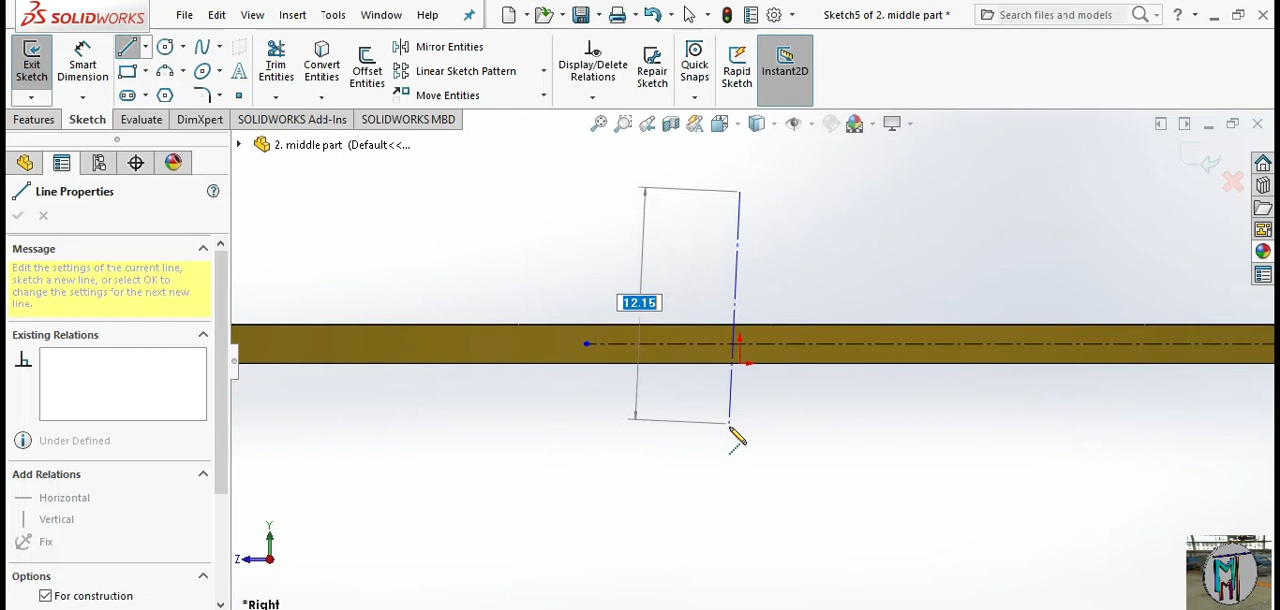 SOLIDWORKS File Edit View Insert Tools Window Help Sketch5 of 2. middle part * Search files and models ?
Exit Sketch
Smart Dimension
Trim Entities
Convert Entities
Offset Entities
Mirror Entities
Linear Sketch Pattern
Move Entities
Display/Delete Relations
Repair Sketch
Quick Snaps
Rapid Sketch
Instant2D
Features Sketch Evaluate DimXpert SOLIDWORKS Add-Ins SOLIDWORKS MBD
2. middle part (Default<<...
Line Properties
Message
Edit the settings of the current line,
sketch a new line, or select OK to
change the settings for the next new
line.
Existing Relations
Under Defined
Add Relations
Horizontal
Vertical
Fix
Options
For construction
12.15
Y
Z
*Right